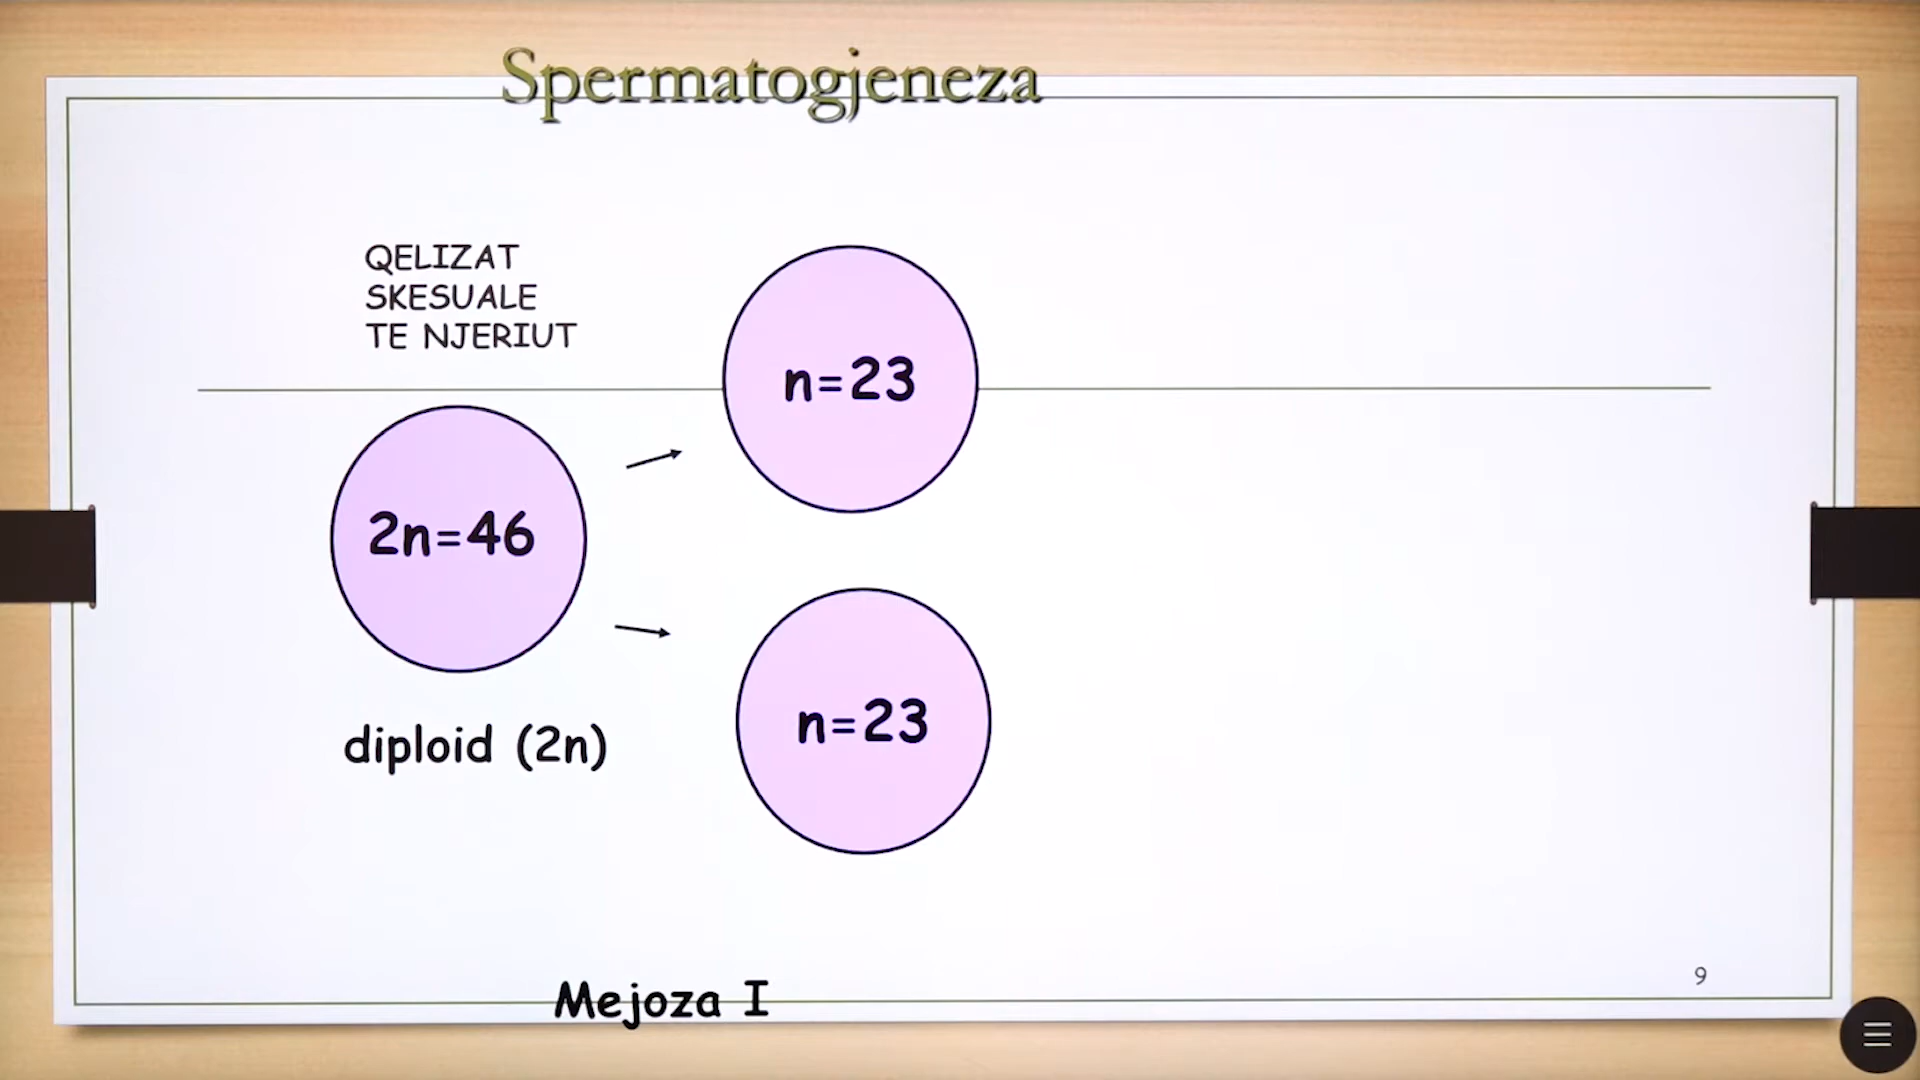 Spermatogjeneza
QELIZAT
SKESUALE
TE NJERIUT
n=23
2n=46
n=23
diploid (2n)
Mejoza I
9